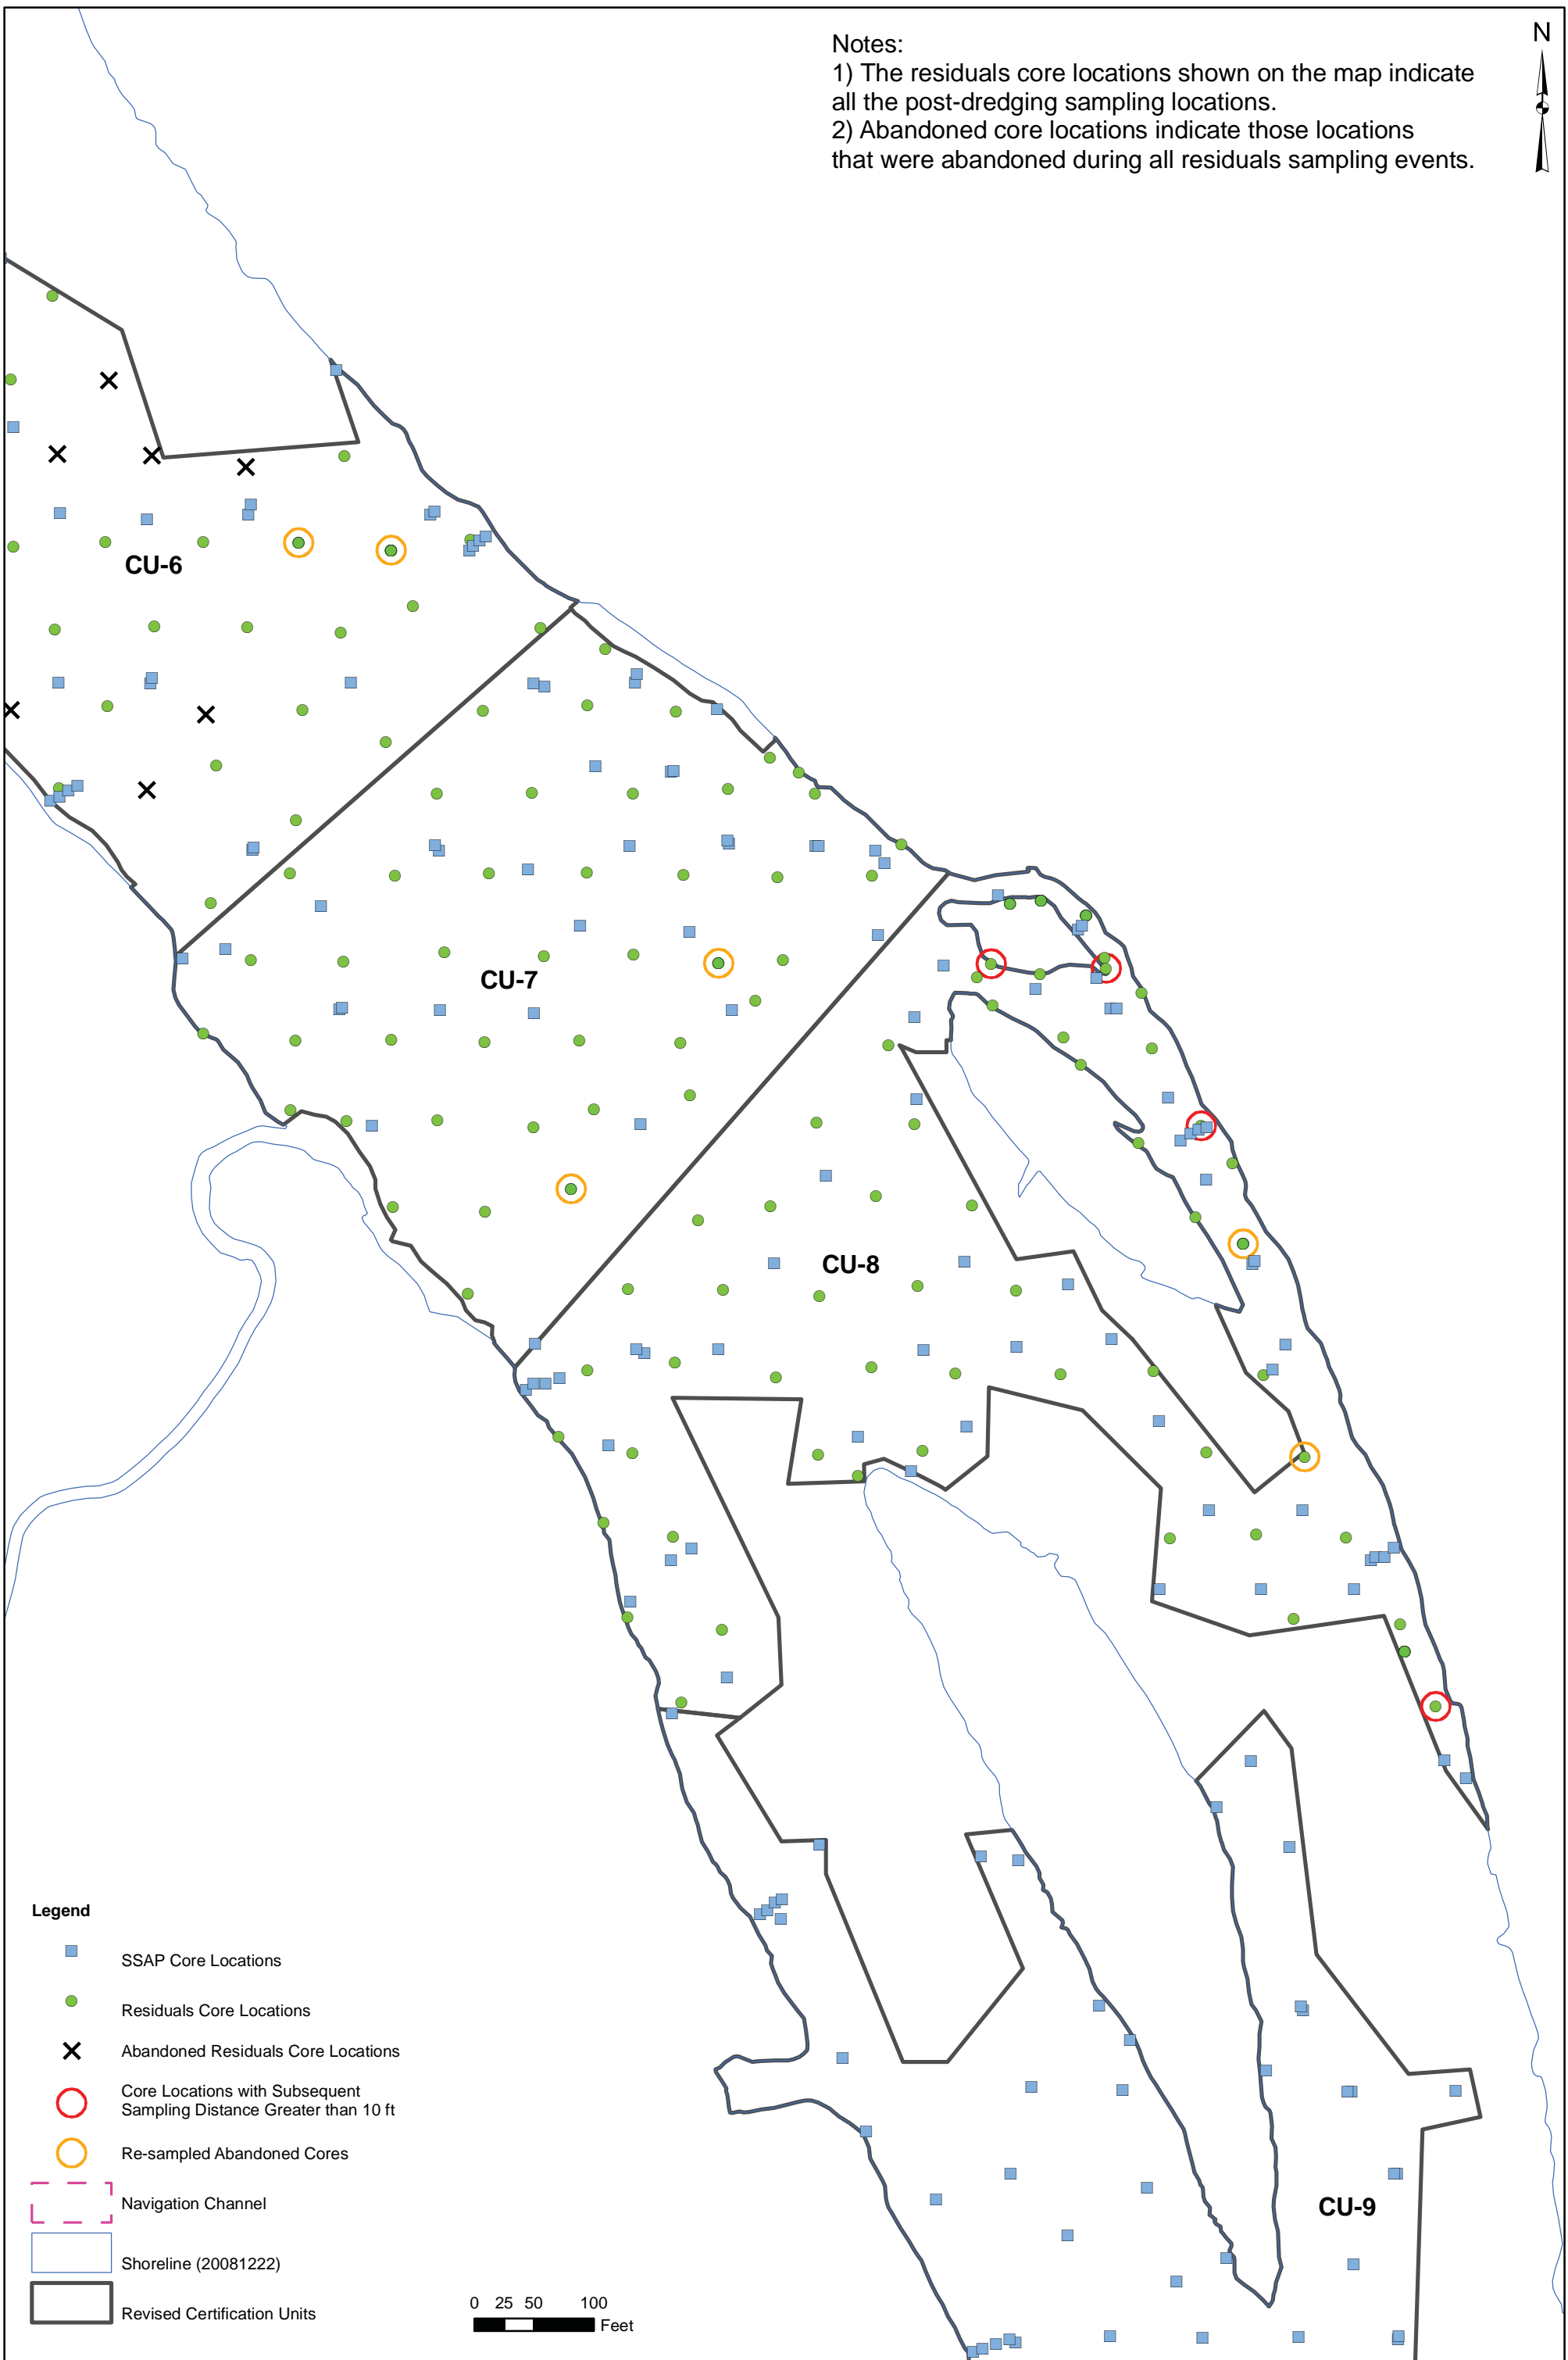 Notes:
1) The residuals core locations shown on the map indicate
all the post-dredging sampling locations.
2) Abandoned core locations indicate those locations
that were abandoned during all residuals sampling events.
N
CU-6
CU-7
CU-8
CU-9
Legend
SSAP Core Locations
Residuals Core Locations
Abandoned Residuals Core Locations
Core Locations with Subsequent
Sampling Distance Greater than 10 ft
Re-sampled Abandoned Cores
Navigation Channel
Shoreline (20081222)
Revised Certification Units
0 25 50 100
Feet